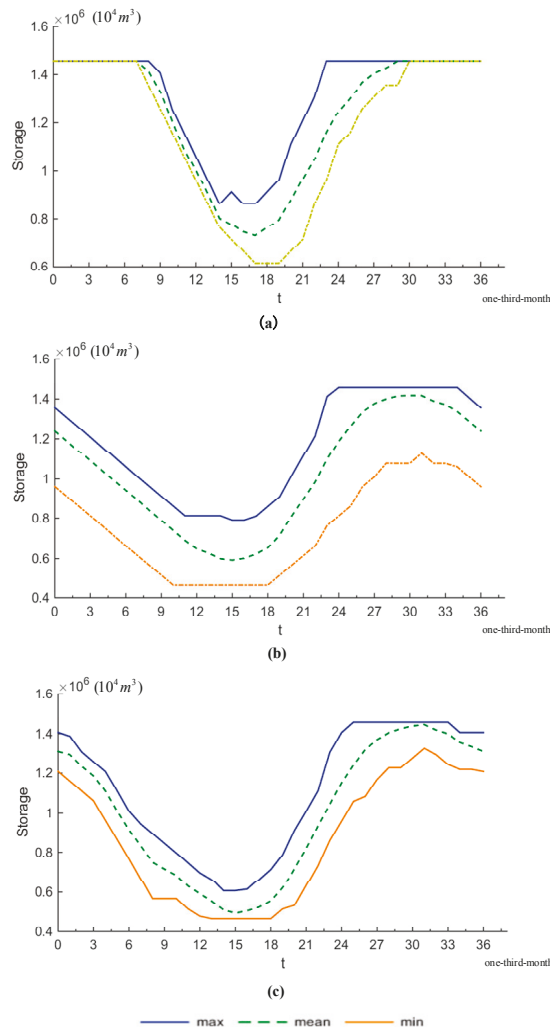 ×10⁶ (10⁴m³)
1.6
1.4
1.2
1
0.8
0.6
Storage
0 3 6 9 12 15 18 21 24 27 30 33 36
t
one-third-month
(a)
×10⁶ (10⁴m³)
1.6
1.4
1.2
1
0.8
0.6
0.4
Storage
0 3 6 9 12 15 18 21 24 27 30 33 36
t
one-third-month
(b)
×10⁶ (10⁴m³)
1.6
1.4
1.2
1
0.8
0.6
0.4
Storage
0 3 6 9 12 15 18 21 24 27 30 33 36
t
one-third-month
(c)
max mean min